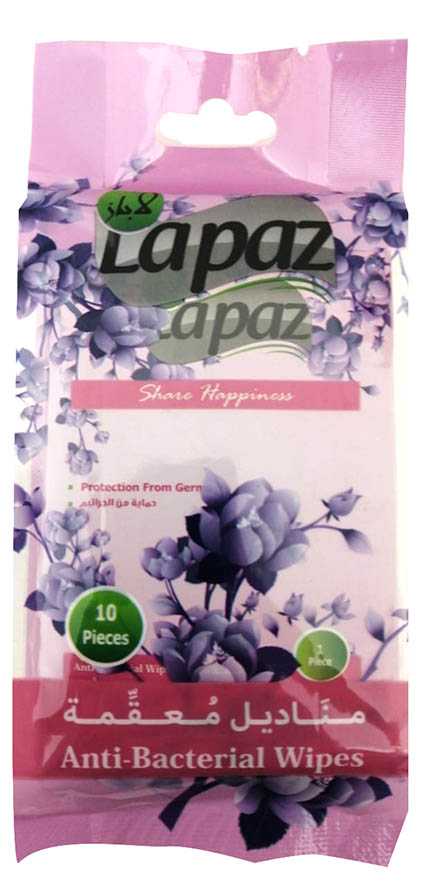 لاباز
Lapaz
Lapaz
Share Happiness
Protection From Germ
حماية من الجراثيم
10
Pieces
1
Piece
مناديل مُعقِّمة
Anti-Bacterial Wipes